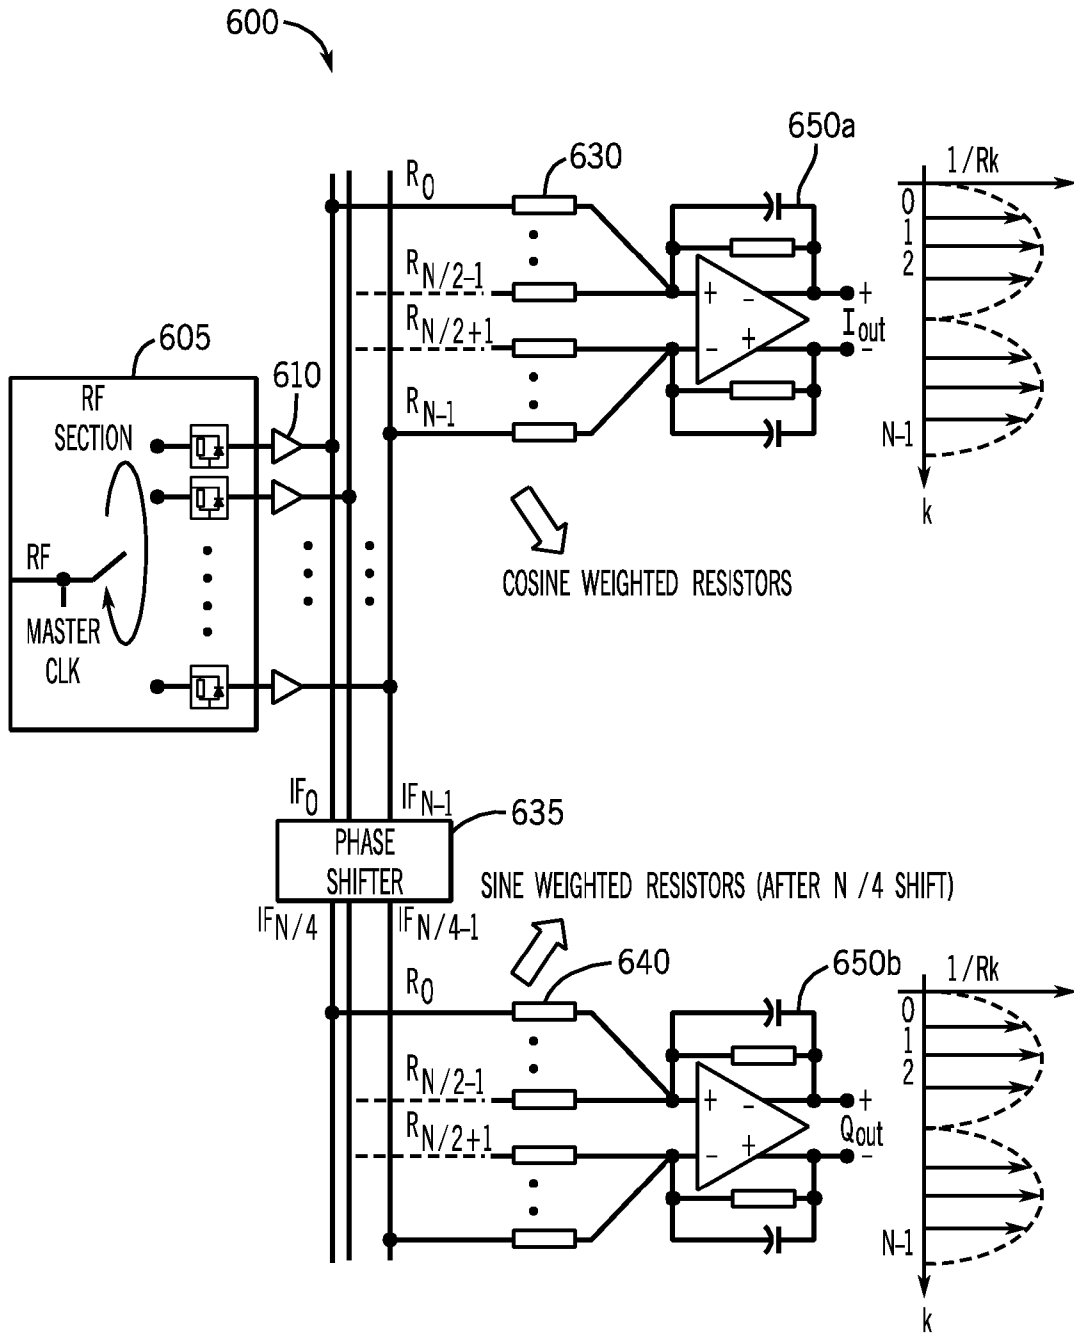 600
650a
630
1/Rk
R0
0
1
2
RN/2-1
+
-
+
RN/2+1
Iout
605
+
-
-
610
RF
SECTION
RN-1
N-1
k
RF
COSINE WEIGHTED RESISTORS
MASTER
CLK
IF0
IFN-1
635
PHASE
SHIFTER
SINE WEIGHTED RESISTORS (AFTER N /4 SHIFT)
IFN/4
IFN/4-1
640
650b
1/Rk
R0
0
1
2
RN/2-1
+
-
+
RN/2+1
Qout
-
+
-
N-1
k